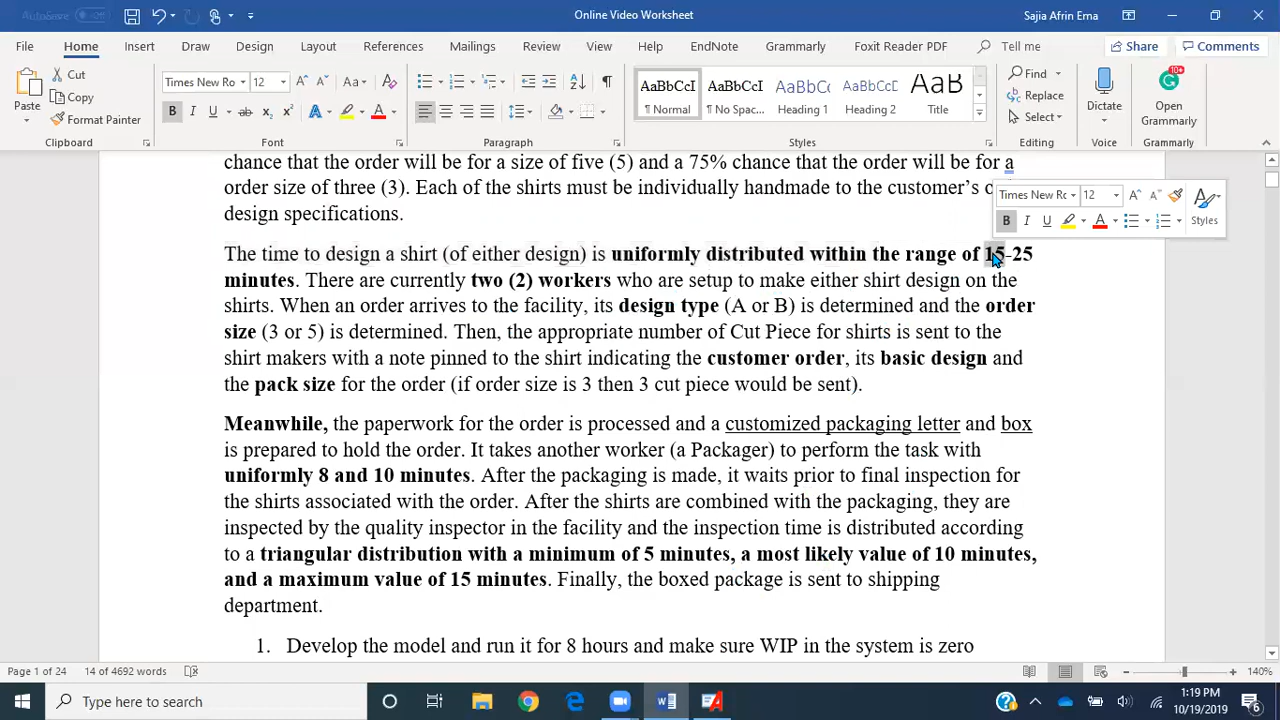 AutoSave
Online Video Worksheet
Sajia Afrin Ema
File Home Insert Draw Design Layout References Mailings Review View Help EndNote Grammarly Foxit Reader PDF Tell me Share Comments
Paste
Cut
Copy
Format Painter
Clipboard
Times New Ro 12
Font
Paragraph
AaBbCcI AaBbCcI AaBbC AaBbCcI AaB
¶ Normal ¶ No Spac... Heading 1 Heading 2 Title
Styles
Find
Replace
Select
Editing
Dictate
Voice
10+
Open
Grammarly
Grammarly
chance that the order will be for a size of five (5) and a 75% chance that the order will be for a
order size of three (3). Each of the shirts must be individually handmade to the customer's o
design specifications.
Times New Rc 12
Styles
The time to design a shirt (of either design) is uniformly distributed within the range of 15-25
minutes. There are currently two (2) workers who are setup to make either shirt design on the
shirts. When an order arrives to the facility, its design type (A or B) is determined and the order
size (3 or 5) is determined. Then, the appropriate number of Cut Piece for shirts is sent to the
shirt makers with a note pinned to the shirt indicating the customer order, its basic design and
the pack size for the order (if order size is 3 then 3 cut piece would be sent).
Meanwhile, the paperwork for the order is processed and a customized packaging letter and box
is prepared to hold the order. It takes another worker (a Packager) to perform the task with
uniformly 8 and 10 minutes. After the packaging is made, it waits prior to final inspection for
the shirts associated with the order. After the shirts are combined with the packaging, they are
inspected by the quality inspector in the facility and the inspection time is distributed according
to a triangular distribution with a minimum of 5 minutes, a most likely value of 10 minutes,
and a maximum value of 15 minutes. Finally, the boxed package is sent to shipping
department.
1. Develop the model and run it for 8 hours and make sure WIP in the system is zero
Page 1 of 24 14 of 4692 words 140%
Type here to search
1:19 PM
10/19/2019
6